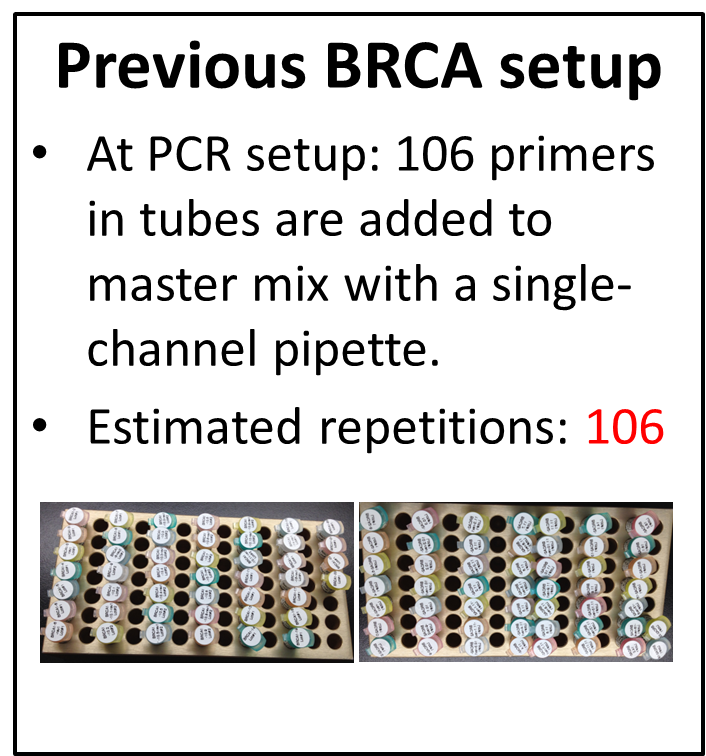 Previous BRCA setup
• At PCR setup: 106 primers
in tubes are added to
master mix with a single-
channel pipette.
• Estimated repetitions: 106